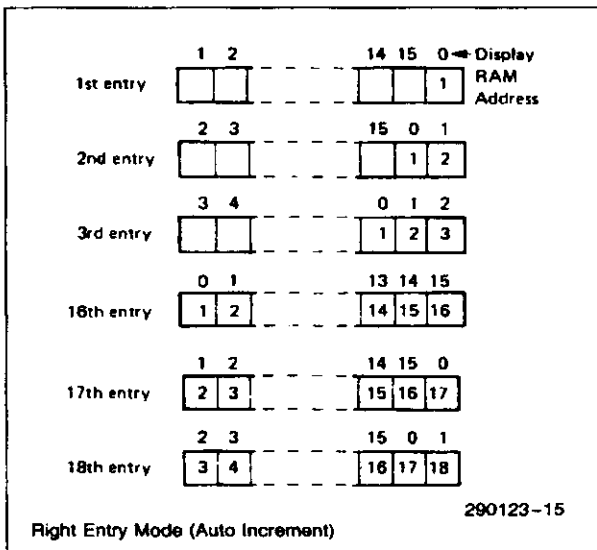 1 2 14 15 0 Display
RAM
Address
1st entry 1
2 3 15 0 1
2nd entry 1 2
3 4 0 1 2
3rd entry 1 2 3
0 1 13 14 15
16th entry 1 2 14 15 16
1 2 14 15 0
17th entry 2 3 15 16 17
2 3 15 0 1
18th entry 3 4 16 17 18
290123-15
Right Entry Mode (Auto Increment)